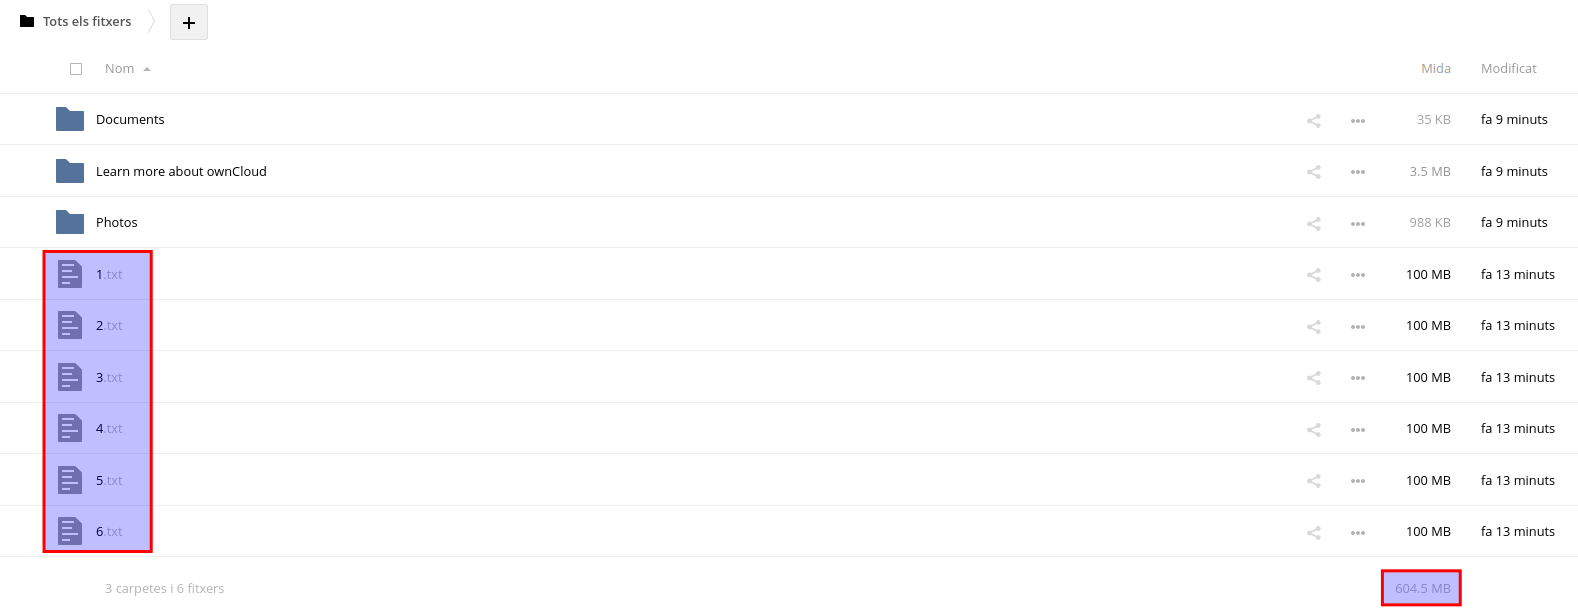 Tots els fitxers +
Nom Mida Modificat
Documents 35 KB fa 9 minuts
Learn more about ownCloud 3.5 MB fa 9 minuts
Photos 988 KB fa 9 minuts
1.txt 100 MB fa 13 minuts
2.txt 100 MB fa 13 minuts
3.txt 100 MB fa 13 minuts
4.txt 100 MB fa 13 minuts
5.txt 100 MB fa 13 minuts
6.txt 100 MB fa 13 minuts
3 carpetes i 6 fitxers 604.5 MB